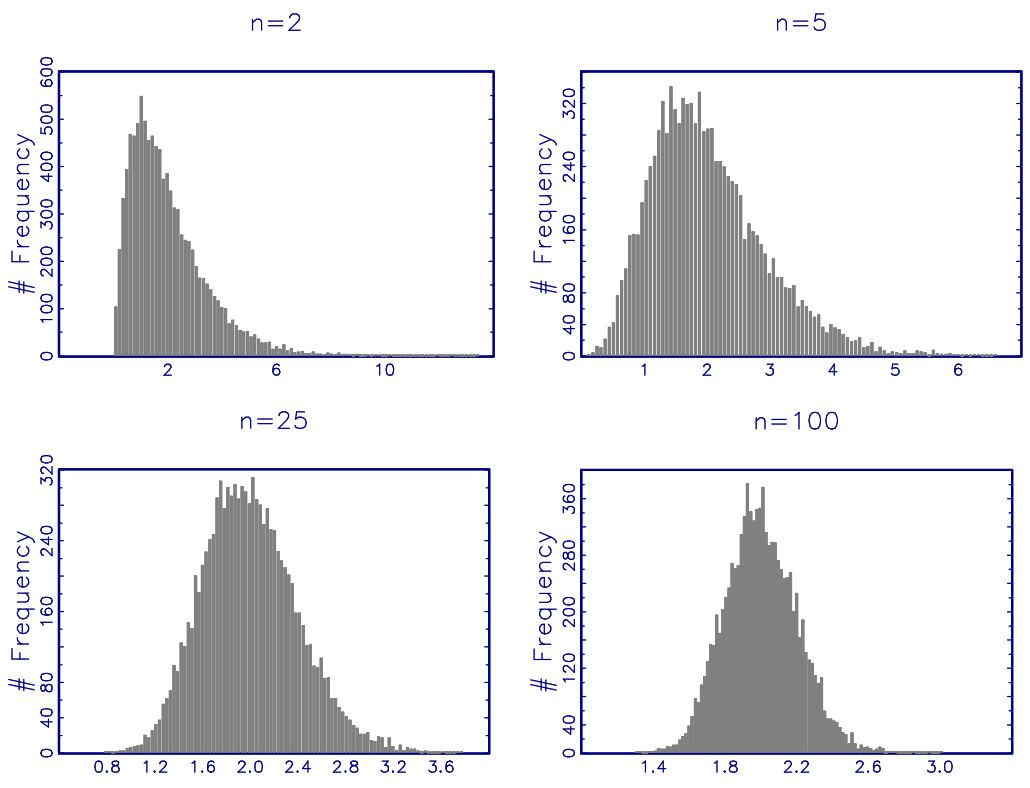 n=2
# Frequency
0 100 200 300 400 500 600
2 6 10
n=5
# Frequency
0 40 80 160 240 320
1 2 3 4 5 6
n=25
# Frequency
0 40 80 160 240 320
0.8 1.2 1.6 2.0 2.4 2.8 3.2 3.6
n=100
# Frequency
0 40 120 200 280 360
1.4 1.8 2.2 2.6 3.0